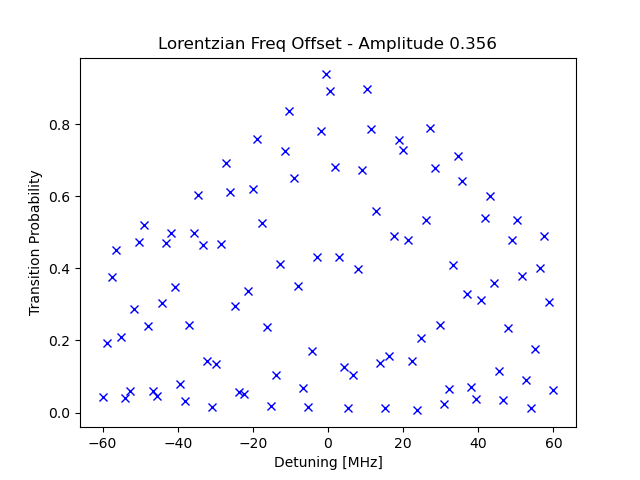 Lorentzian Freq Offset - Amplitude 0.356
Transition Probability
0.8
0.6
0.4
0.2
0.0
−60 −40 −20 0 20 40 60
Detuning [MHz]